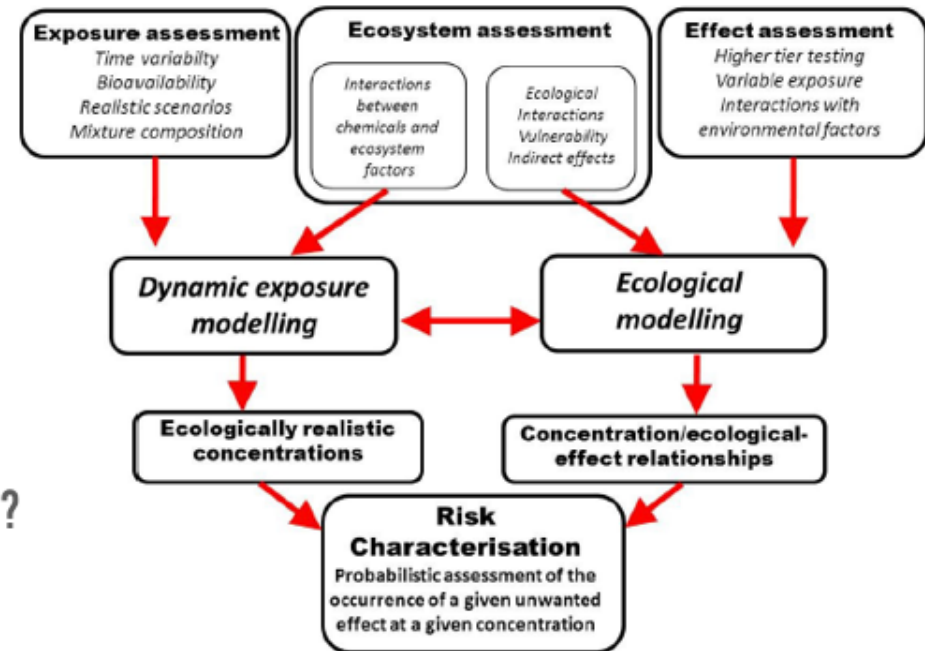 Exposure assessment
Time variabilty
Bioavailability
Realistic scenarios
Mixture composition
Ecosystem assessment
Interactions
between
chemicals and
ecosystem
factors
Ecological
Interactions
Vulnerability
Indirect effects
Effect assessment
Higher tier testing
Variable exposure
Interactions with
environmental factors
Dynamic exposure
modelling
Ecological
modelling
Ecologically realistic
concentrations
Concentration/ecological-
effect relationships
?
Risk
Characterisation
Probabilistic assessment of the
occurrence of a given unwanted
effect at a given concentration